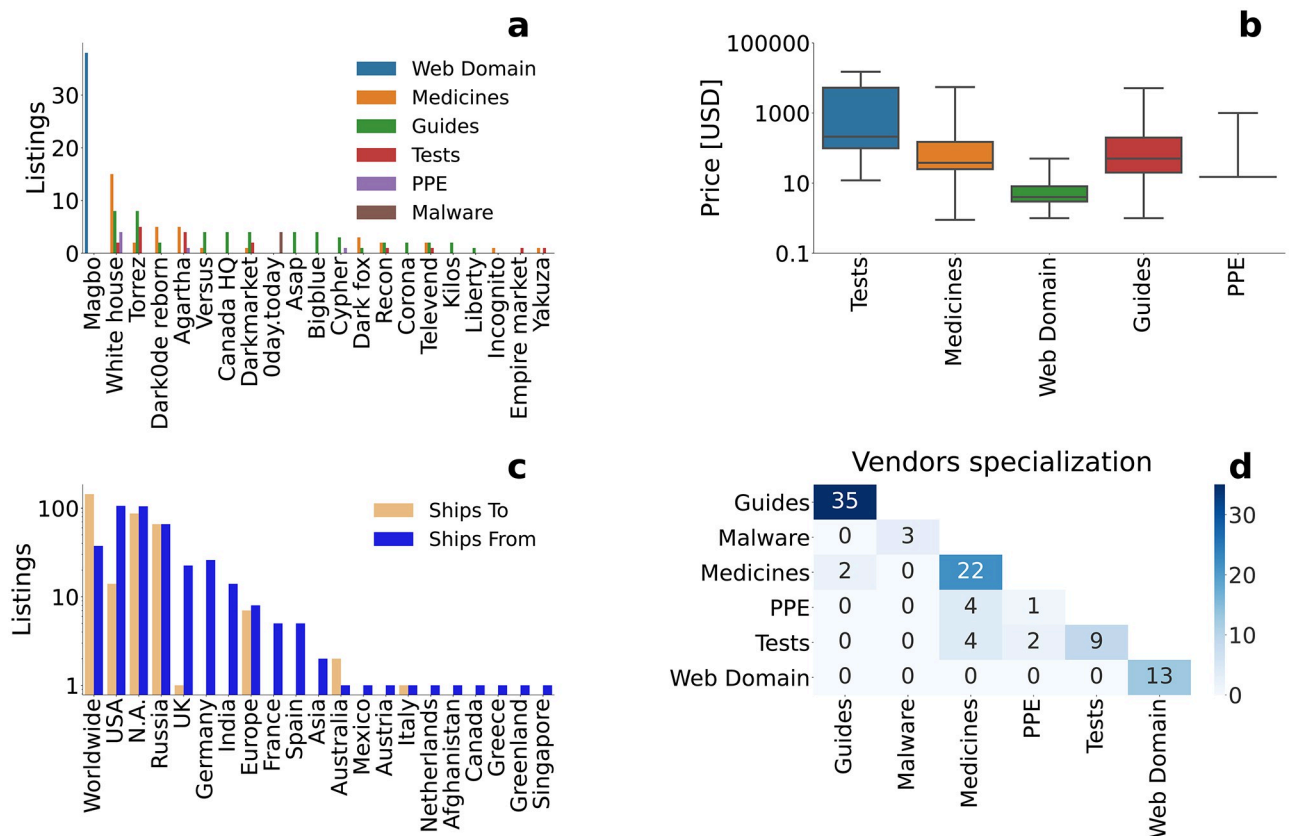 a
Listings
30
20
10
0
Web Domain
Medicines
Guides
Tests
PPE
Malware
Magbo
White house
Torrez
Dark0de reborn
Agartha
Versus
Canada HQ
Darkmarket
0day.today
Asap
Bigblue
Cypher
Dark fox
Recon
Corona
Televend
Kilos
Liberty
Incognito
Empire market
Yakuza
b
Price [USD]
100000
1000
10
0.1
Tests
Medicines
Web Domain
Guides
PPE
c
Listings
100
10
1
Ships To
Ships From
Worldwide
USA
N.A.
Russia
UK
Germany
India
Europe
France
Spain
Asia
Australia
Mexico
Austria
Italy
Netherlands
Afghanistan
Canada
Greece
Greenland
Singapore
Vendors specialization
d
Guides 35
Malware 0 3
Medicines 2 0 22
PPE 0 0 4 1
Tests 0 0 4 2 9
Web Domain 0 0 0 0 0 13
Guides
Malware
Medicines
PPE
Tests
Web Domain
30
20
10
0